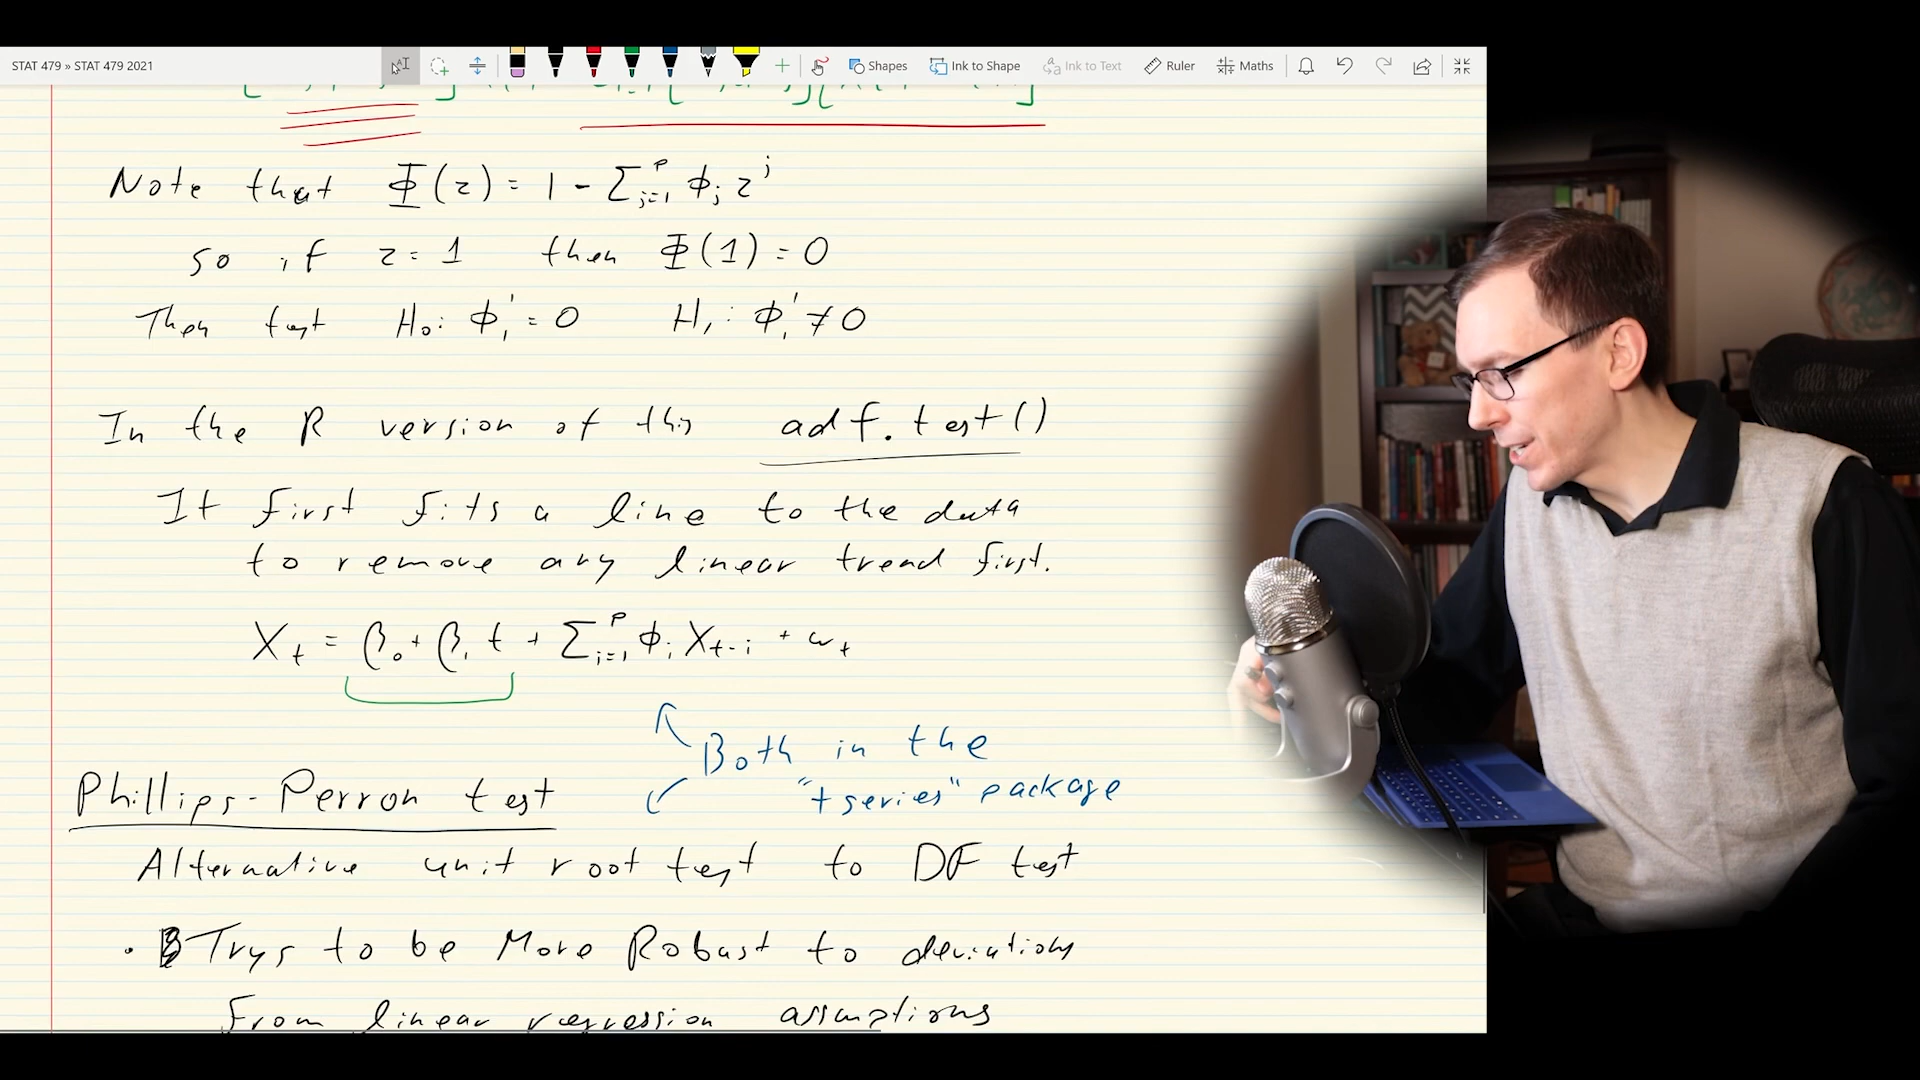 STAT 479 » STAT 479 2021
Shapes Ink to Shape Ink to Text Ruler Maths
Note that Φ(z) = 1 - Σ_{j=1}^p φ_j z^j
so if z = 1 then Φ(1) = 0
Then test H₀: φ₁' = 0 H₁: φ₁' ≠ 0
In the R version of this adf.test()
It first fits a line to the data
to remove any linear trend first.
X_t = β₀ + β₁ t + Σ_{i=1}^p φ_i X_{t-i} + w_t
Both in the
"tseries" package
Phillips-Perron test
Alternative unit root test to DF test
• Trys to be More Robust to deviations
from linear regression assmptions